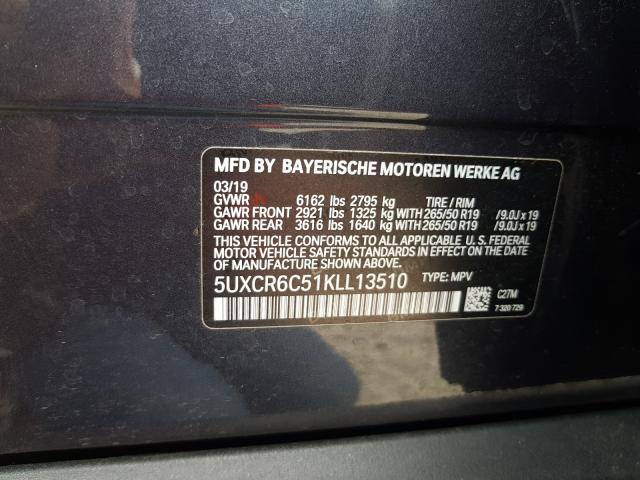 MFD BY BAYERISCHE MOTOREN WERKE AG
03/19
GVWR 6162 lbs 2795 kg TIRE / RIM
GAWR FRONT 2921 lbs 1325 kg WITH 265/50 R19 /9.0J x 19
GAWR REAR 3616 lbs 1640 kg WITH 265/50 R19 /9.0J x 19
THIS VEHICLE CONFORMS TO ALL APPLICABLE U. S. FEDERAL
MOTOR VEHICLE SAFETY STANDARDS IN EFFECT ON THE DATE
OF MANUFACTURE SHOWN ABOVE.
5UXCR6C51KLL13510 TYPE: MPV
C27M
7 320 729